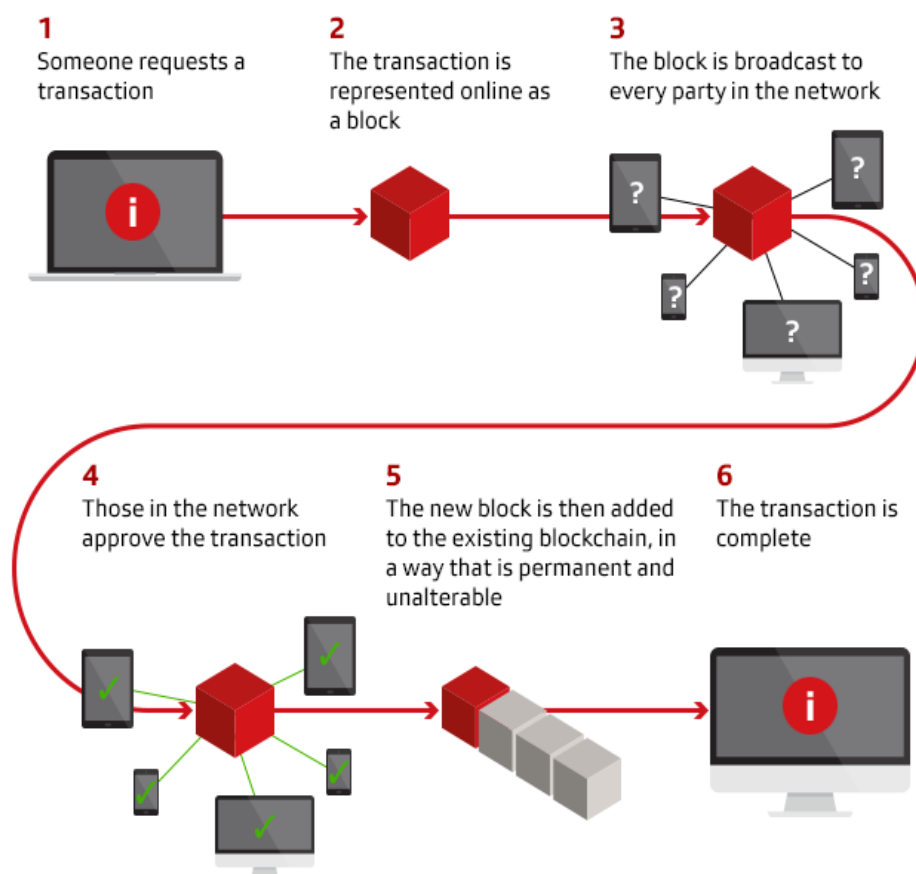 1
Someone requests a
transaction
2
The transaction is
represented online as
a block
3
The block is broadcast to
every party in the network
i
?
?
?
?
?
4
Those in the network
approve the transaction
5
The new block is then added
to the existing blockchain, in
a way that is permanent and
unalterable
6
The transaction is
complete
i